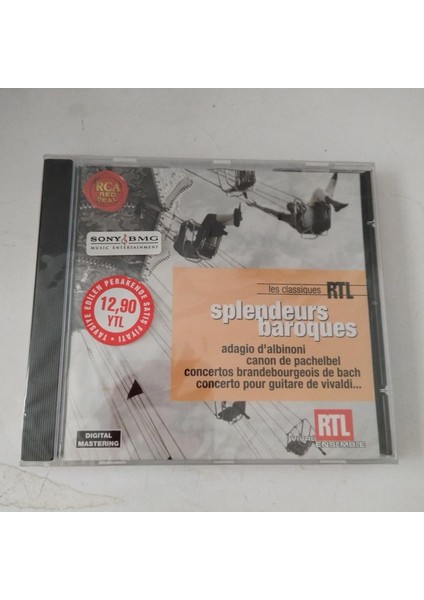 RCA
RED
SEAL
SONY BMG
MUSIC ENTERTAINMENT
TAVSİYE EDİLEN PERAKENDE SATIŞ FİYATI
12,90
YTL
les classiques RTL
splendeurs
baroques
adagio d'albinoni
canon de pachelbel
concertos brandebourgeois de bach
concerto pour guitare de vivaldi...
DIGITAL
MASTERING
RTL
VIVRE
ENSEMBLE